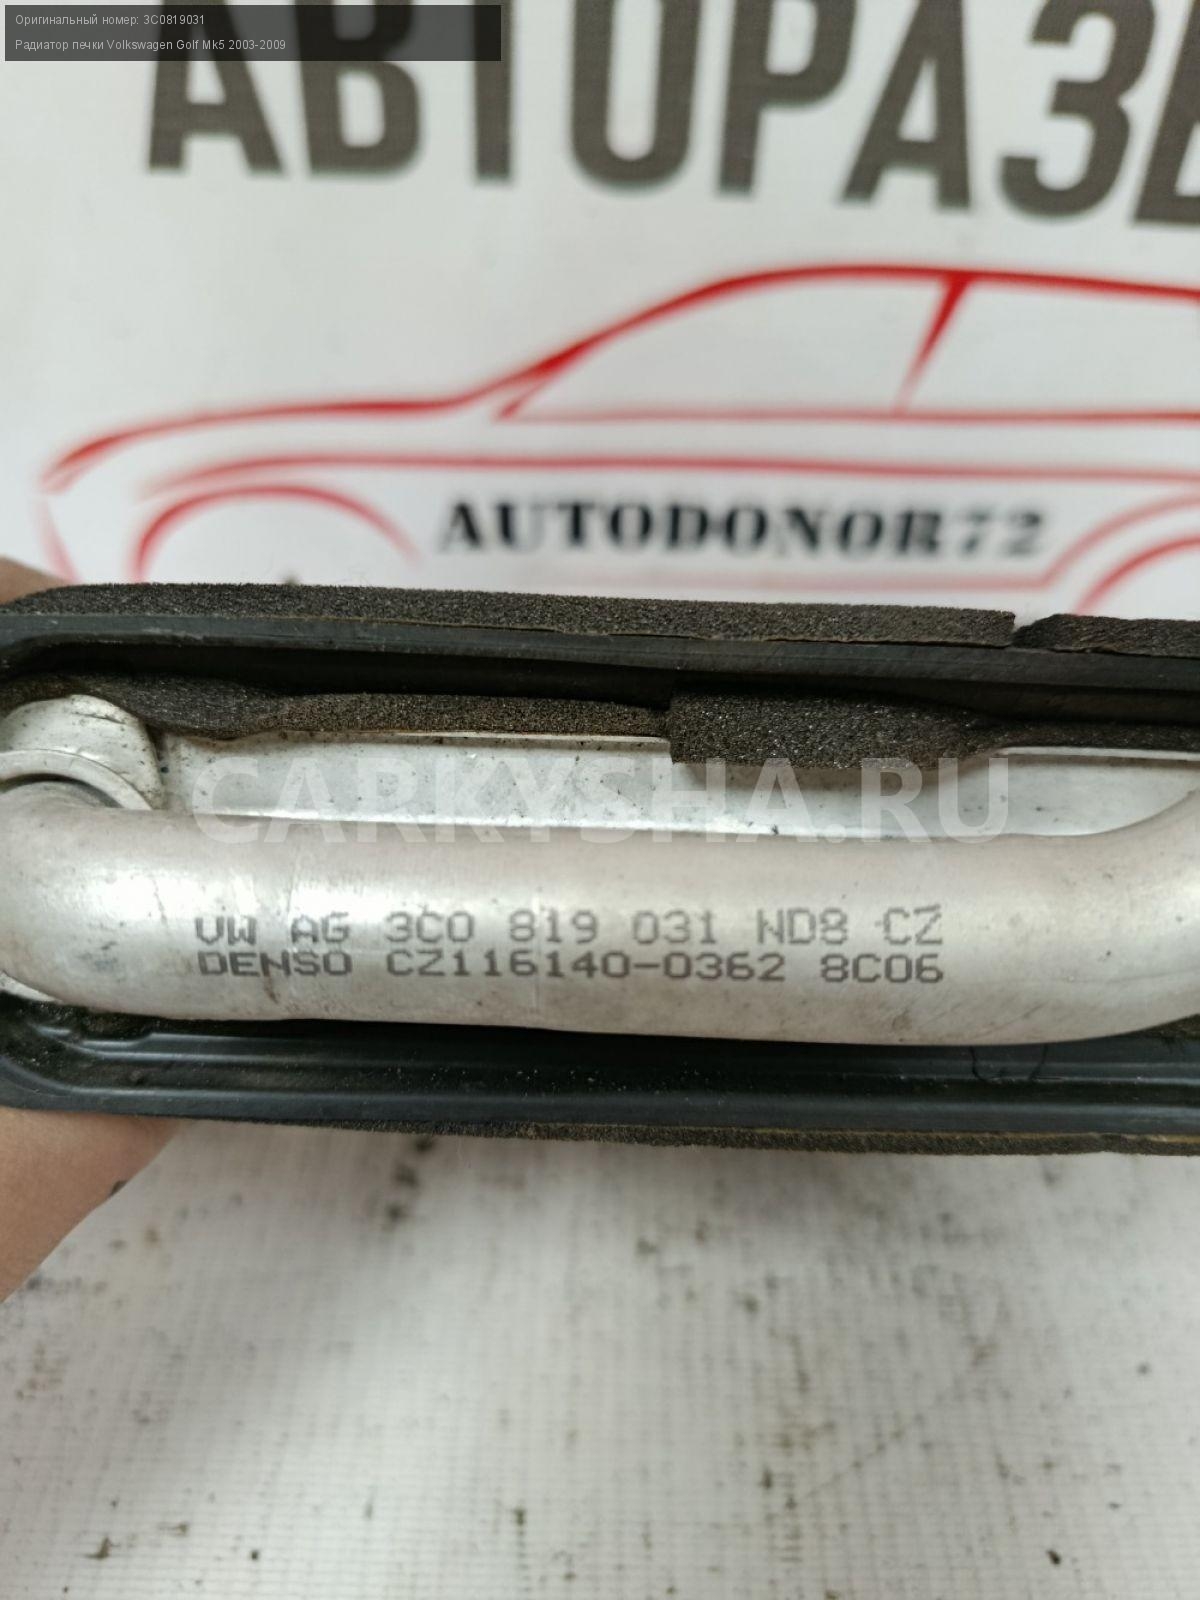 Оригинальный номер: 3C0819031
Радиатор печки Volkswagen Golf Mk5 2003-2009
АВТОРАЗБ
AUTODONOR72
CARKYSHA.RU
VW AG 3C0 819 031 ND8 CZ
DENSO CZ116140-0362 8C06